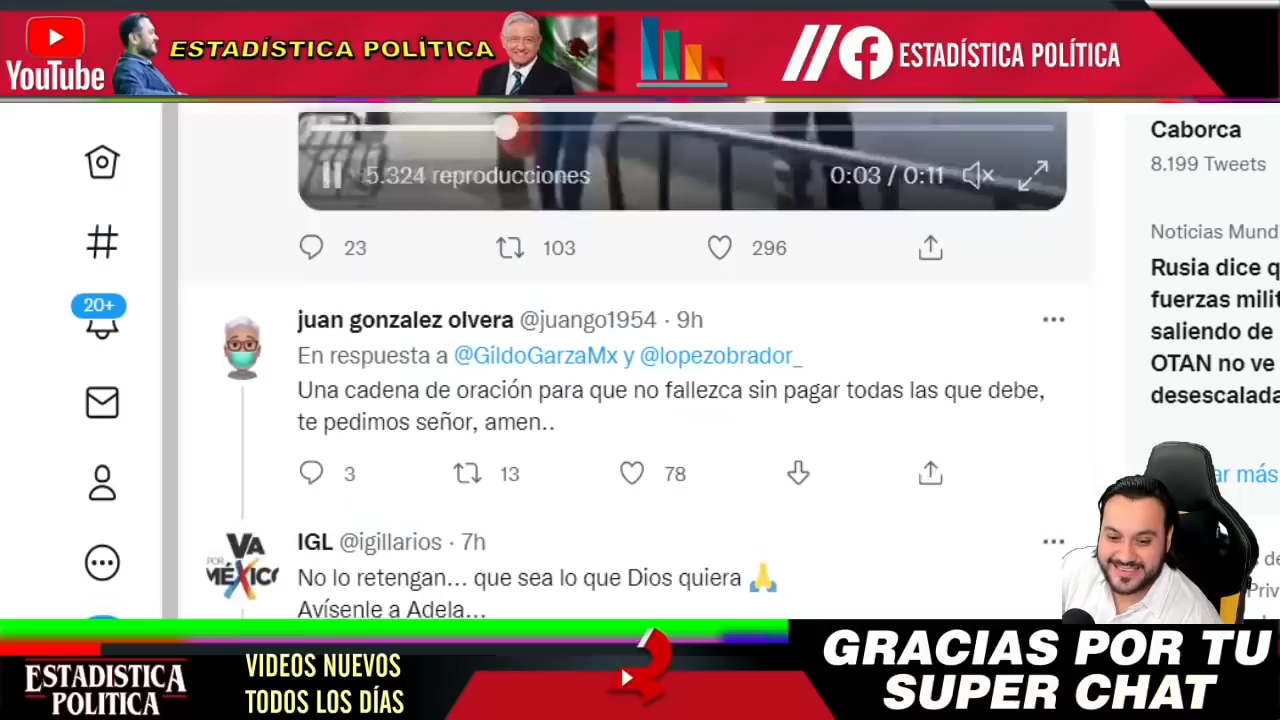 YouTube
ESTADÍSTICA POLÍTICA
ESTADÍSTICA POLÍTICA
5.324 reproducciones
0:03 / 0:11
23
103
296
20+
juan gonzalez olvera @juango1954 · 9h
En respuesta a @GildoGarzaMx y @lopezobrador_
Una cadena de oración para que no fallezca sin pagar todas las que debe,
te pedimos señor, amen..
3
13
78
VA
POR
MÉXICO
IGL @igillarios · 7h
No lo retengan... que sea lo que Dios quiera 🙏
Avísenle a Adela...
Caborca
8.199 Tweets
Noticias Mund
Rusia dice q
fuerzas milit
saliendo de
OTAN no ve
desescalada
ar más
ESTADISTICA
POLITICA
VIDEOS NUEVOS
TODOS LOS DÍAS
GRACIAS POR TU
SUPER CHAT